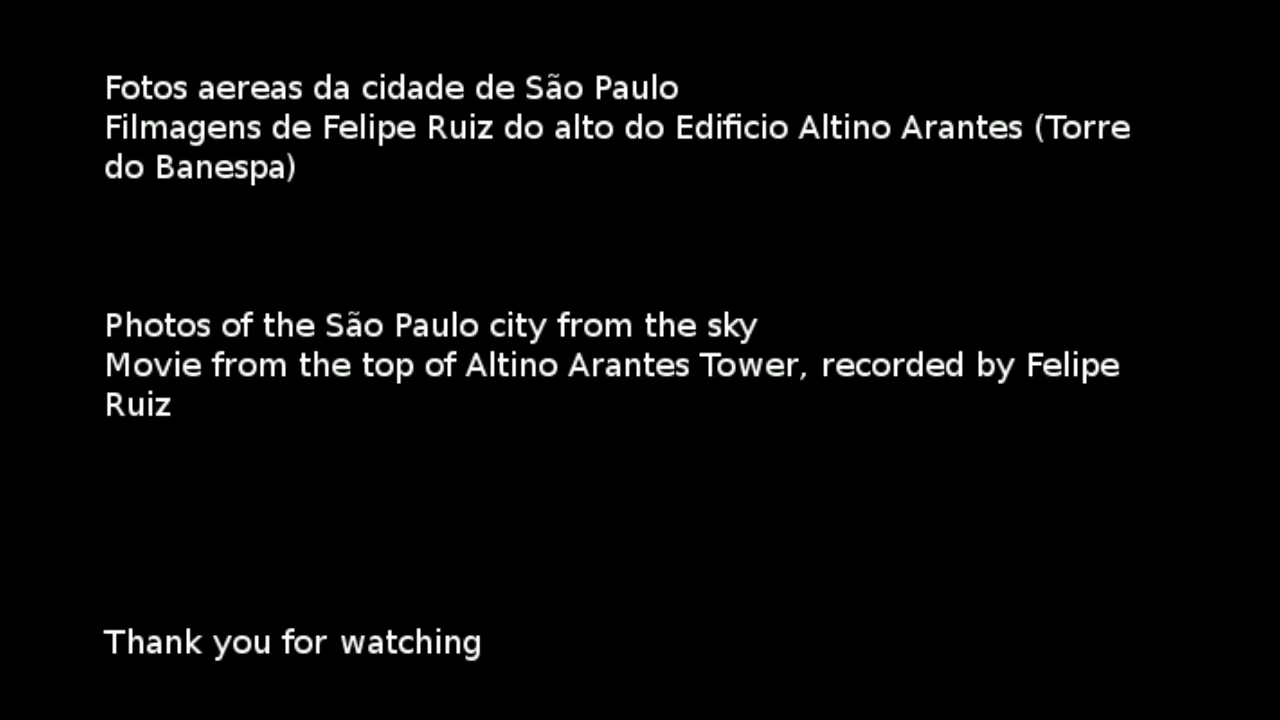 Fotos aereas da cidade de São Paulo
Filmagens de Felipe Ruiz do alto do Edificio Altino Arantes (Torre
do Banespa)
Photos of the São Paulo city from the sky
Movie from the top of Altino Arantes Tower, recorded by Felipe
Ruiz
Thank you for watching